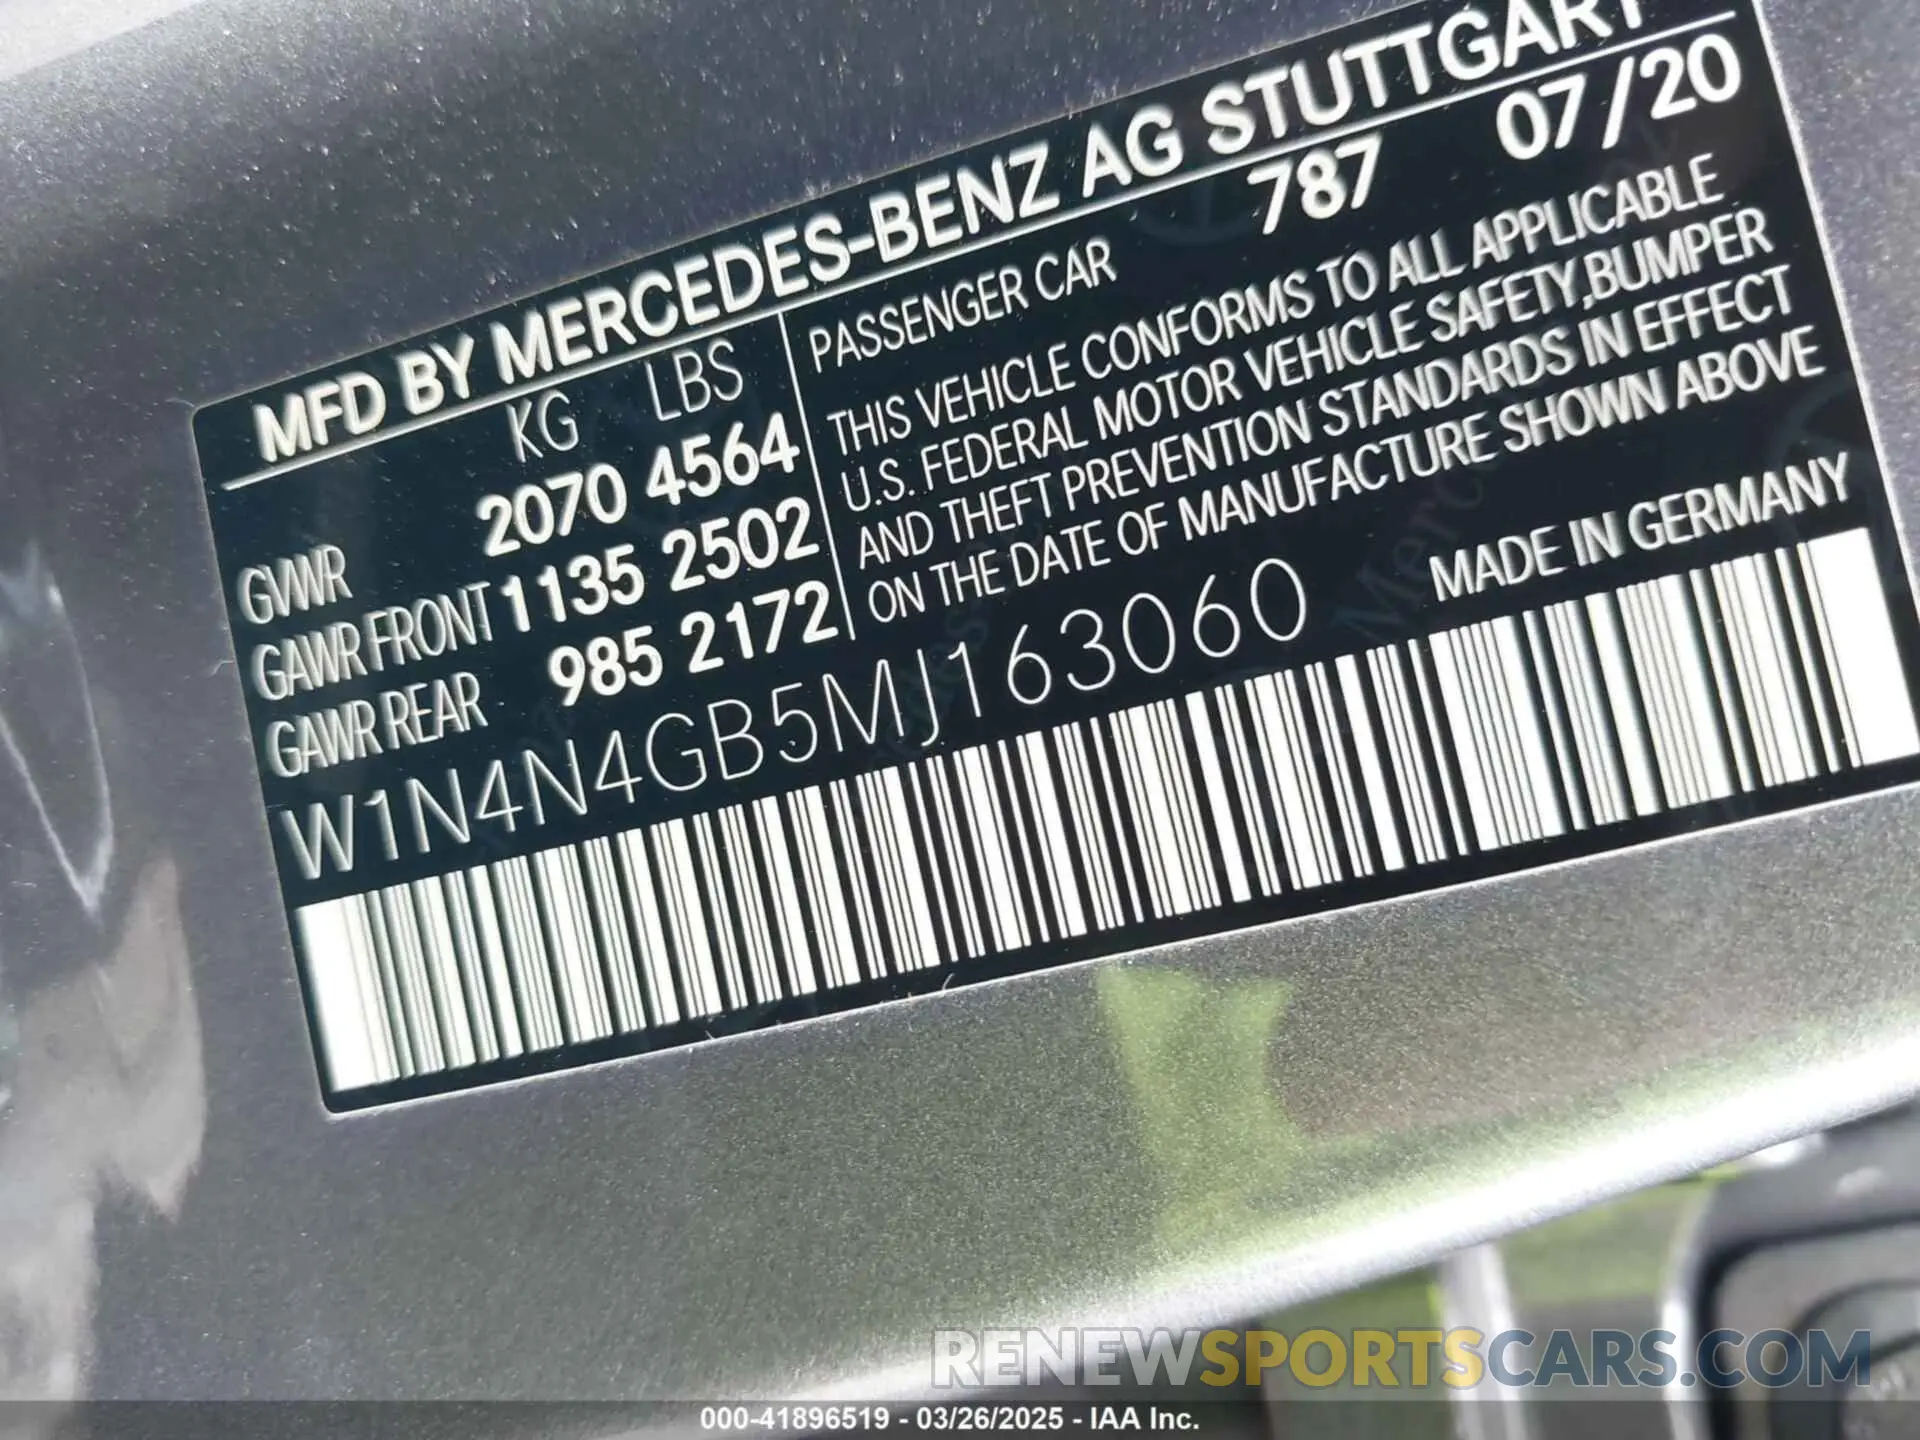 MFD BY MERCEDES-BENZ AG STUTTGART
KG LBS
GVWR 2070 4564
GAWR FRONT 1135 2502
GAWR REAR 985 2172
PASSENGER CAR 787 07/20
THIS VEHICLE CONFORMS TO ALL APPLICABLE
U.S. FEDERAL MOTOR VEHICLE SAFETY,BUMPER
AND THEFT PREVENTION STANDARDS IN EFFECT
ON THE DATE OF MANUFACTURE SHOWN ABOVE
W1N4N4GB5MJ163060 MADE IN GERMANY
RENEWSPORTSCARS.COM
000-41896519 - 03/26/2025 - IAA Inc.